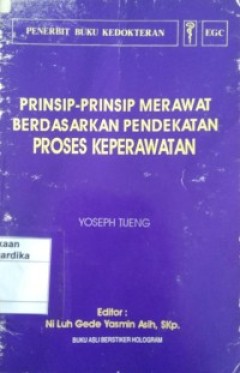 PENERBIT BUKU KEDOKTERAN
EGC
PRINSIP-PRINSIP MERAWAT
BERDASARKAN PENDEKATAN
PROSES KEPERAWATAN
YOSEPH TIJENG
kaan
ardika
Editor :
Ni Luh Gede Yasmin Asih, SKp.
BUKU ASLI BERSTIKER HOLOGRAM